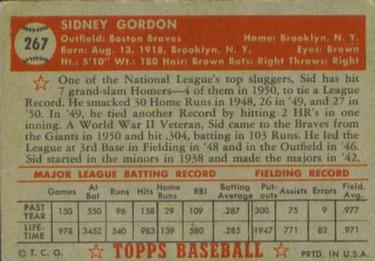 267
SIDNEY GORDON
Outfield: Boston Braves Home: Brooklyn, N. Y.
Born: Aug. 13, 1918, Brooklyn, N. Y. Eyes: Brown
Ht.: 5'10" Wt.: 180 Hair: Brown Bats: Right Throws: Right
One of the National League's top sluggers, Sid has hit
7 grand-slam Homers—4 of them in 1950, to tie a League
Record. He smacked 30 Home Runs in 1948, 26 in '49, and 27
in '50. In '49, he tied another Record by hitting 2 HR's in one
inning. A World War II Veteran, Sid came to the Braves from
the Giants in 1950 and hit .304, batting in 103 Runs. He led the
League at 3rd Base in Fielding in '48 and in the Outfield in '46.
Sid started in the minors in 1938 and made the majors in '42.
MAJOR LEAGUE BATTING RECORD FIELDING RECORD
Games At Bat Runs Hits Home Runs RBI Batting Average Put-outs Assists Errors Field. Avg.
PAST YEAR 150 550 96 158 29 109 .287 300 75 9 .977
LIFE-TIME 978 3452 540 983 139 580 .285 1947 771 82
© T. C. G. TOPPS BASEBALL PRTD. IN U.S.A.